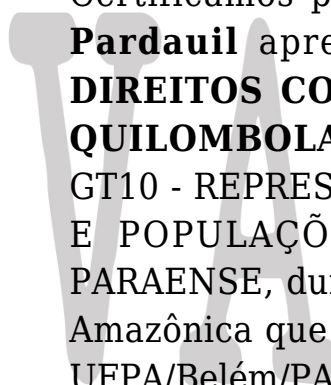 Certificamos p
Pardauil apre
DIREITOS CO
QUILOMBOLA
GT10 - REPRES
E POPULAÇÕ
PARAENSE, du
Amazônica que
UFPA/Belém/PA